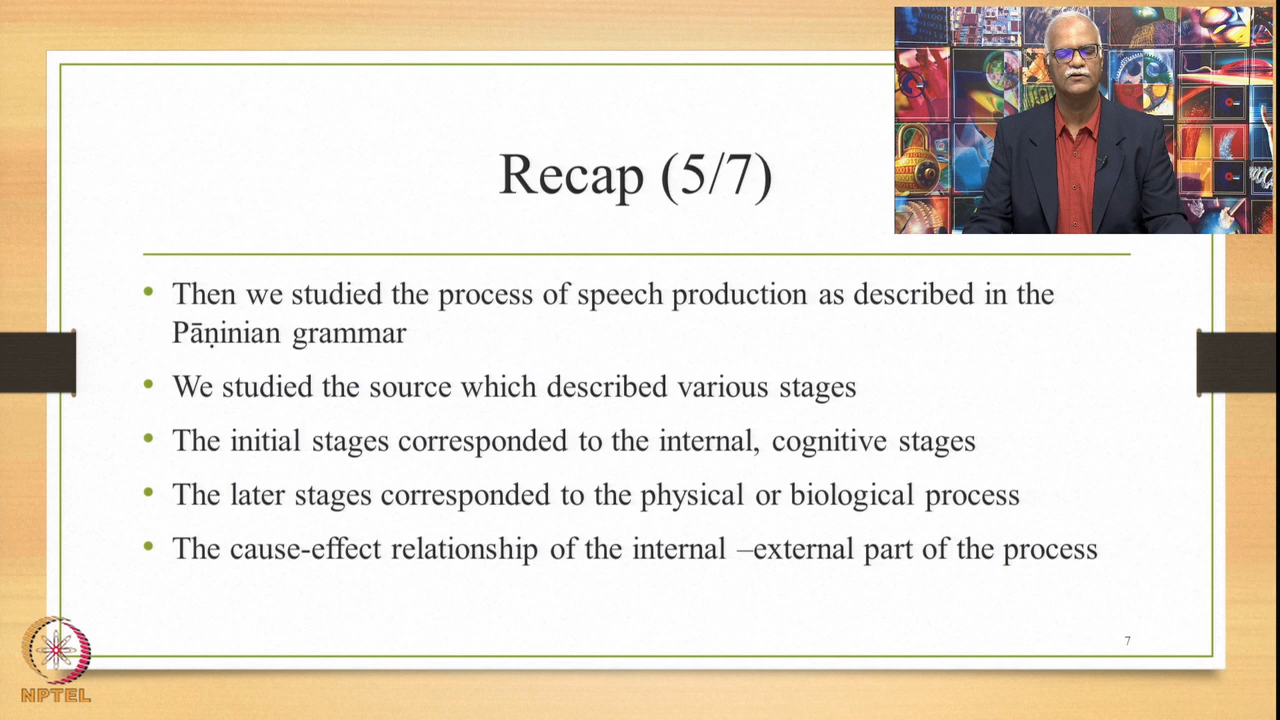 Recap (5/7)
• Then we studied the process of speech production as described in the
Pāṇinian grammar
• We studied the source which described various stages
• The initial stages corresponded to the internal, cognitive stages
• The later stages corresponded to the physical or biological process
• The cause-effect relationship of the internal –external part of the process
7
NPTEL